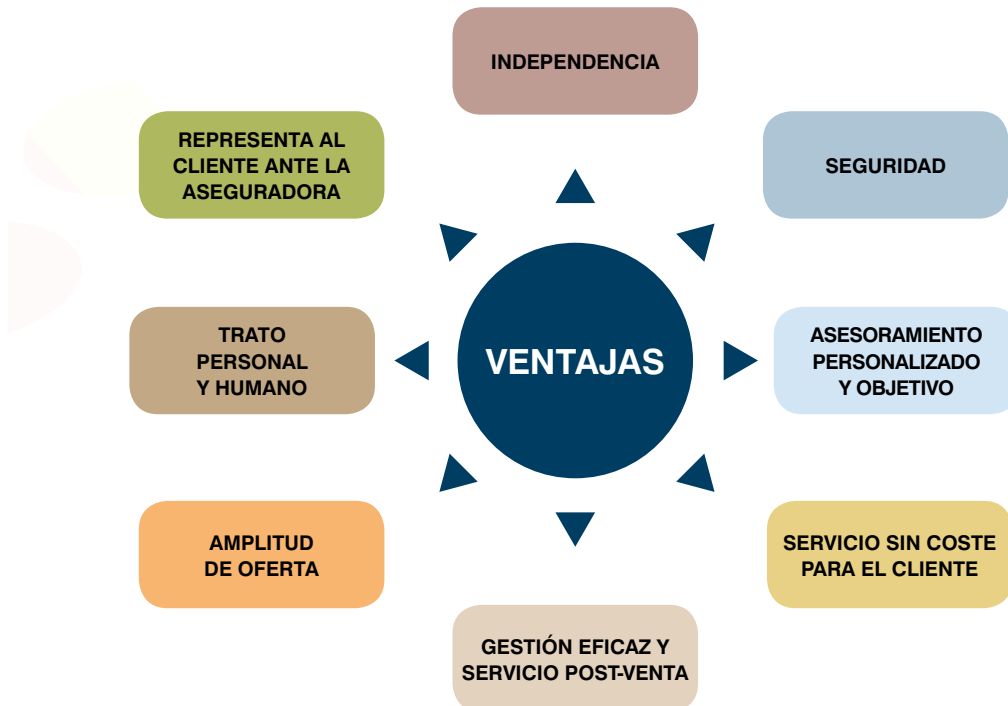 INDEPENDENCIA
REPRESENTA AL
CLIENTE ANTE LA
ASEGURADORA
SEGURIDAD
TRATO
PERSONAL
Y HUMANO
VENTAJAS
ASESORAMIENTO
PERSONALIZADO
Y OBJETIVO
AMPLITUD
DE OFERTA
SERVICIO SIN COSTE
PARA EL CLIENTE
GESTIÓN EFICAZ Y
SERVICIO POST-VENTA